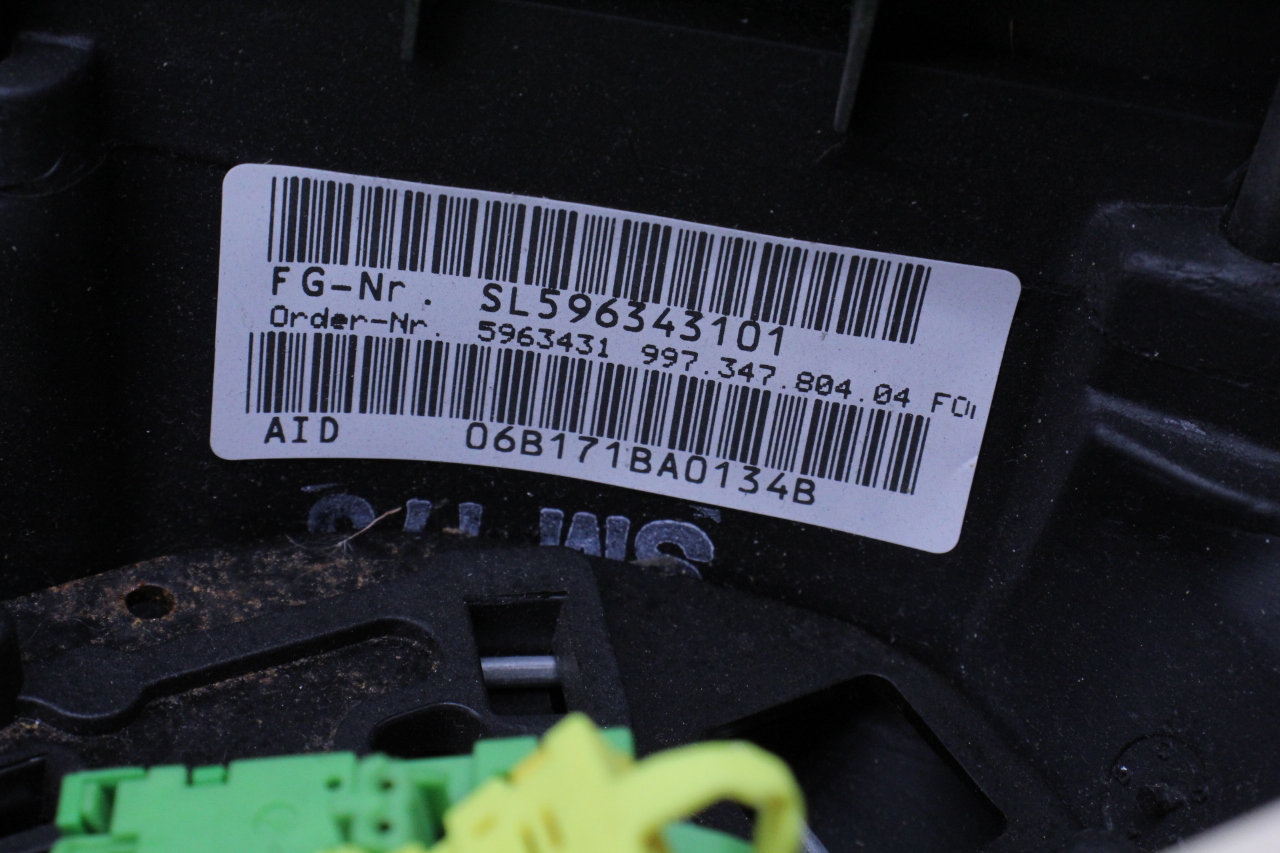 FG-Nr. SL596343101
Order-Nr. 5963431 997.347.804.04
AID 06B171BA0134B